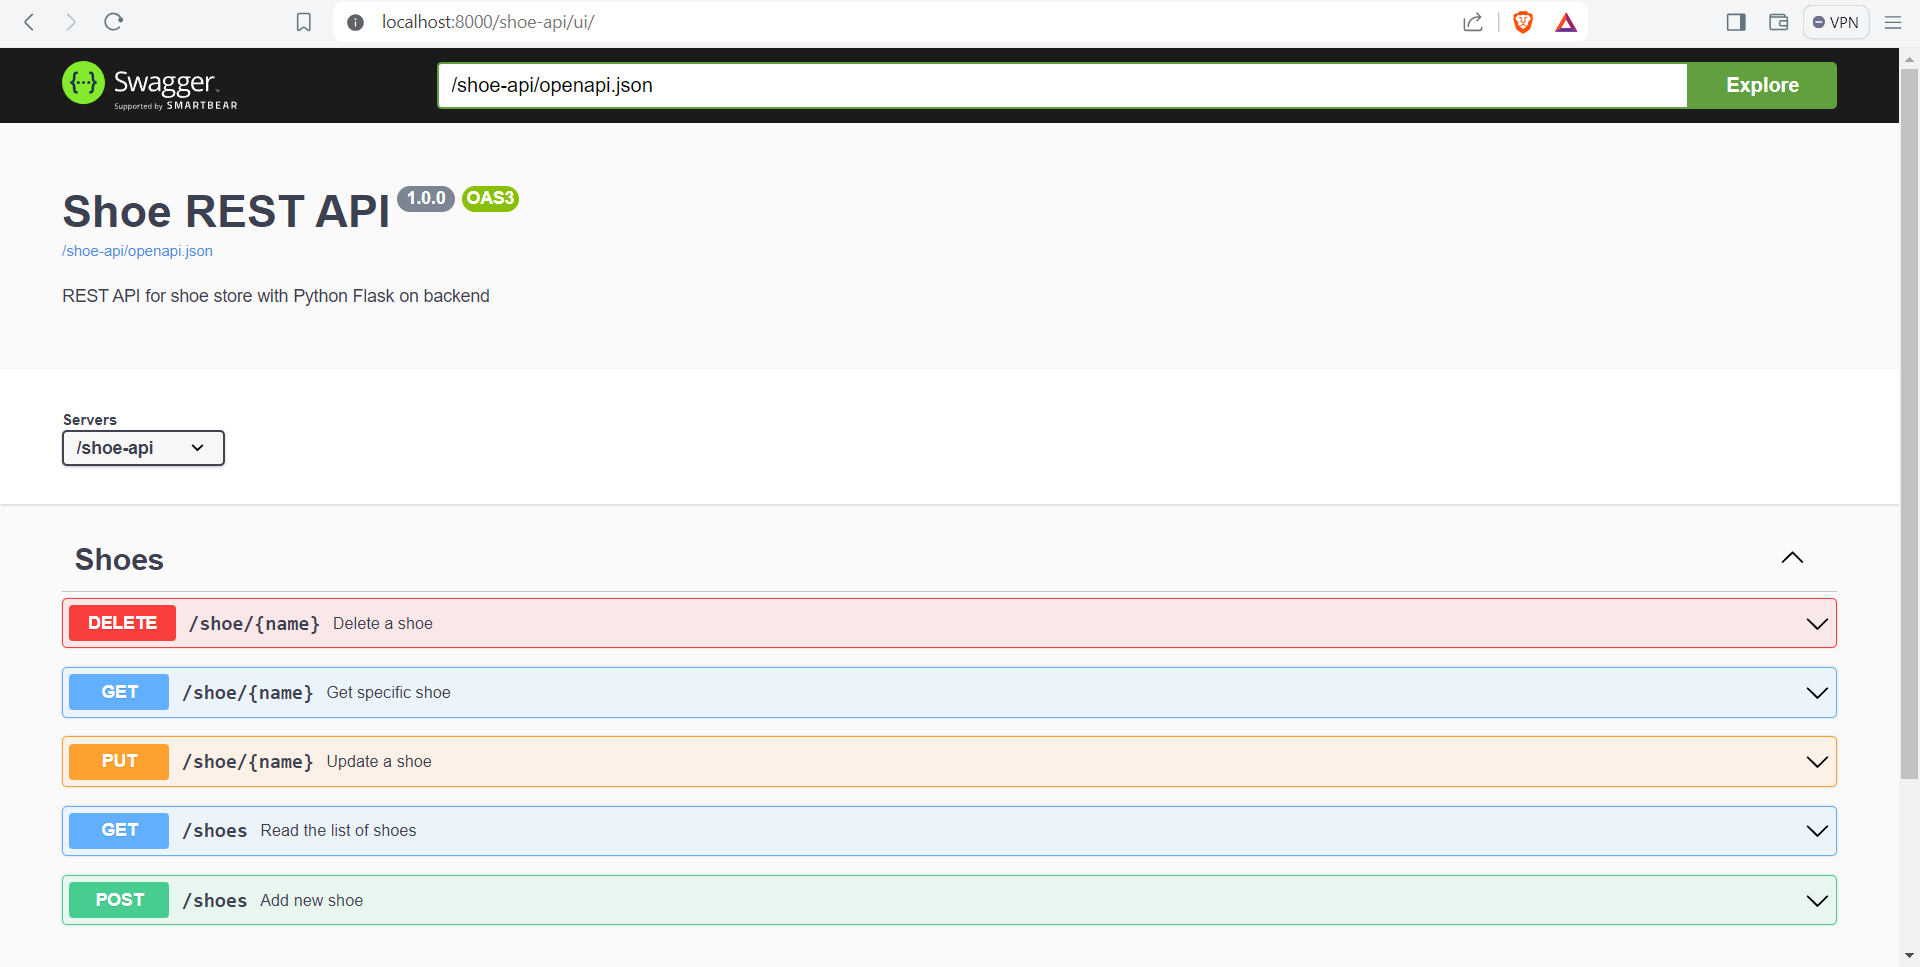 localhost:8000/shoe-api/ui/
VPN
{···} Swagger.
Supported by SMARTBEAR
/shoe-api/openapi.json
Explore
Shoe REST API 1.0.0 OAS3
/shoe-api/openapi.json
REST API for shoe store with Python Flask on backend
Servers
/shoe-api
Shoes
DELETE /shoe/{name} Delete a shoe
GET /shoe/{name} Get specific shoe
PUT /shoe/{name} Update a shoe
GET /shoes Read the list of shoes
POST /shoes Add new shoe